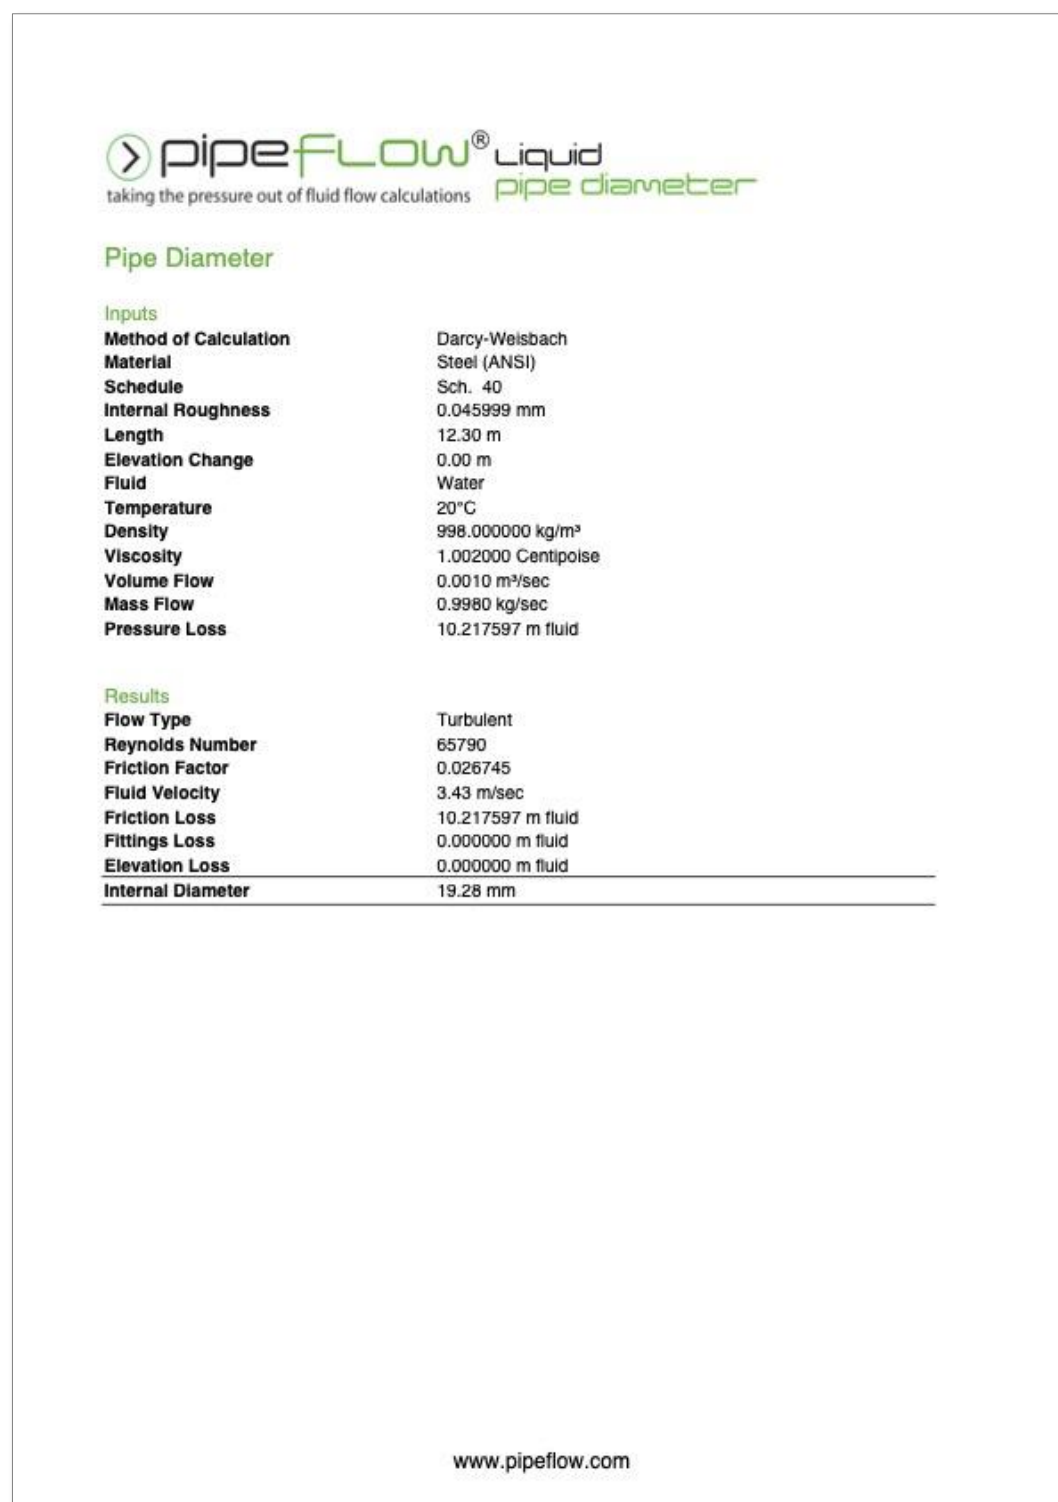 pipeFLOW® Liquid
pipe diameter
taking the pressure out of fluid flow calculations
Pipe Diameter
Inputs
Method of Calculation Darcy-Weisbach
Material Steel (ANSI)
Schedule Sch. 40
Internal Roughness 0.045999 mm
Length 12.30 m
Elevation Change 0.00 m
Fluid Water
Temperature 20°C
Density 998.000000 kg/m³
Viscosity 1.002000 Centipoise
Volume Flow 0.0010 m³/sec
Mass Flow 0.9980 kg/sec
Pressure Loss 10.217597 m fluid
Results
Flow Type Turbulent
Reynolds Number 65790
Friction Factor 0.026745
Fluid Velocity 3.43 m/sec
Friction Loss 10.217597 m fluid
Fittings Loss 0.000000 m fluid
Elevation Loss 0.000000 m fluid
Internal Diameter 19.28 mm
www.pipeflow.com